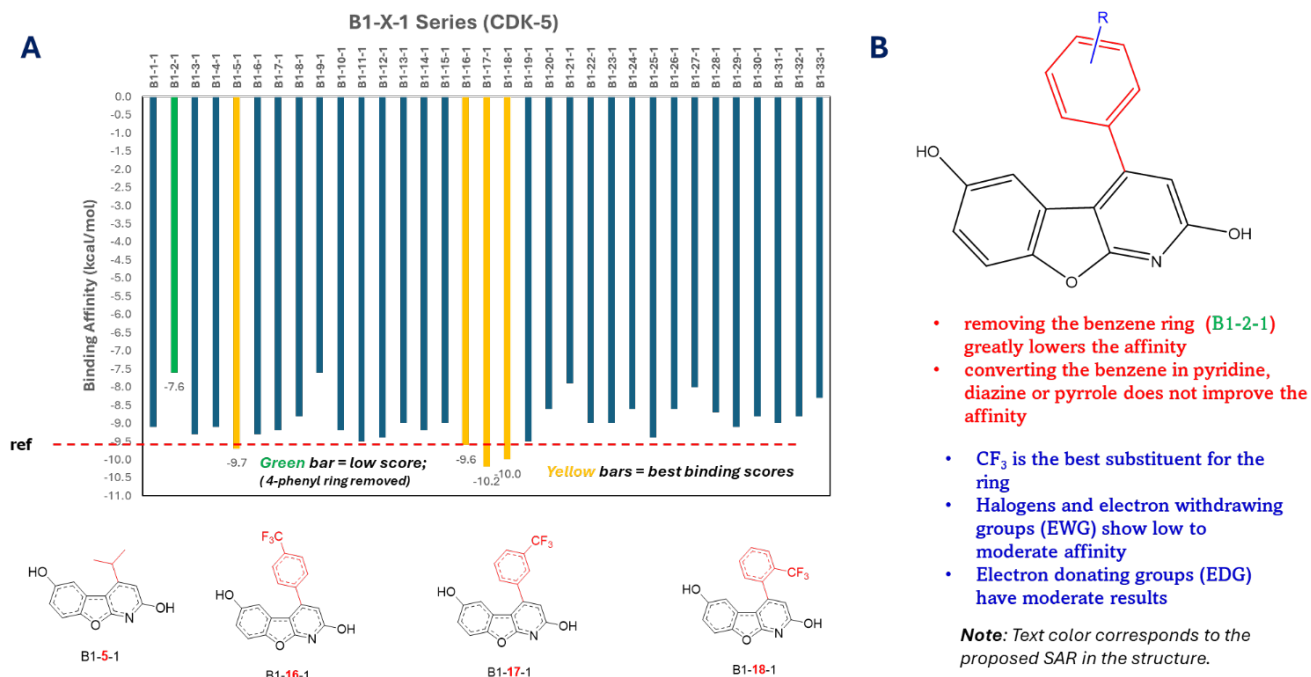 B1-X-1 Series (CDK-5)
A
B1-1-1
B1-2-1
B1-3-1
B1-4-1
B1-5-1
B1-6-1
B1-7-1
B1-8-1
B1-9-1
B1-10-1
B1-11-1
B1-12-1
B1-13-1
B1-14-1
B1-15-1
B1-16-1
B1-17-1
B1-18-1
B1-19-1
B1-20-1
B1-21-1
B1-22-1
B1-23-1
B1-24-1
B1-25-1
B1-26-1
B1-27-1
B1-28-1
B1-29-1
B1-30-1
B1-31-1
B1-32-1
B1-33-1
Binding Affinity (kcal/mol)
0.0
-0.5
-1.0
-1.5
-2.0
-2.5
-3.0
-3.5
-4.0
-4.5
-5.0
-5.5
-6.0
-6.5
-7.0
-7.5
-8.0
-8.5
-9.0
-9.5
-10.0
-10.5
-11.0
ref
-7.6
-9.7
-9.6
-10.2
-10.0
Green bar = low score;
(4-phenyl ring removed)
Yellow bars = best binding scores
HO
O
N
OH
B1-5-1
CF₃
HO
O
N
OH
B1-16-1
CF₃
HO
O
N
OH
B1-17-1
CF₃
HO
O
N
OH
B1-18-1
B
R
HO
OH
O
N
• removing the benzene ring (B1-2-1)
greatly lowers the affinity
• converting the benzene in pyridine,
diazine or pyrrole does not improve the
affinity
• CF₃ is the best substituent for the
ring
• Halogens and electron withdrawing
groups (EWG) show low to
moderate affinity
• Electron donating groups (EDG)
have moderate results
Note: Text color corresponds to the
proposed SAR in the structure.